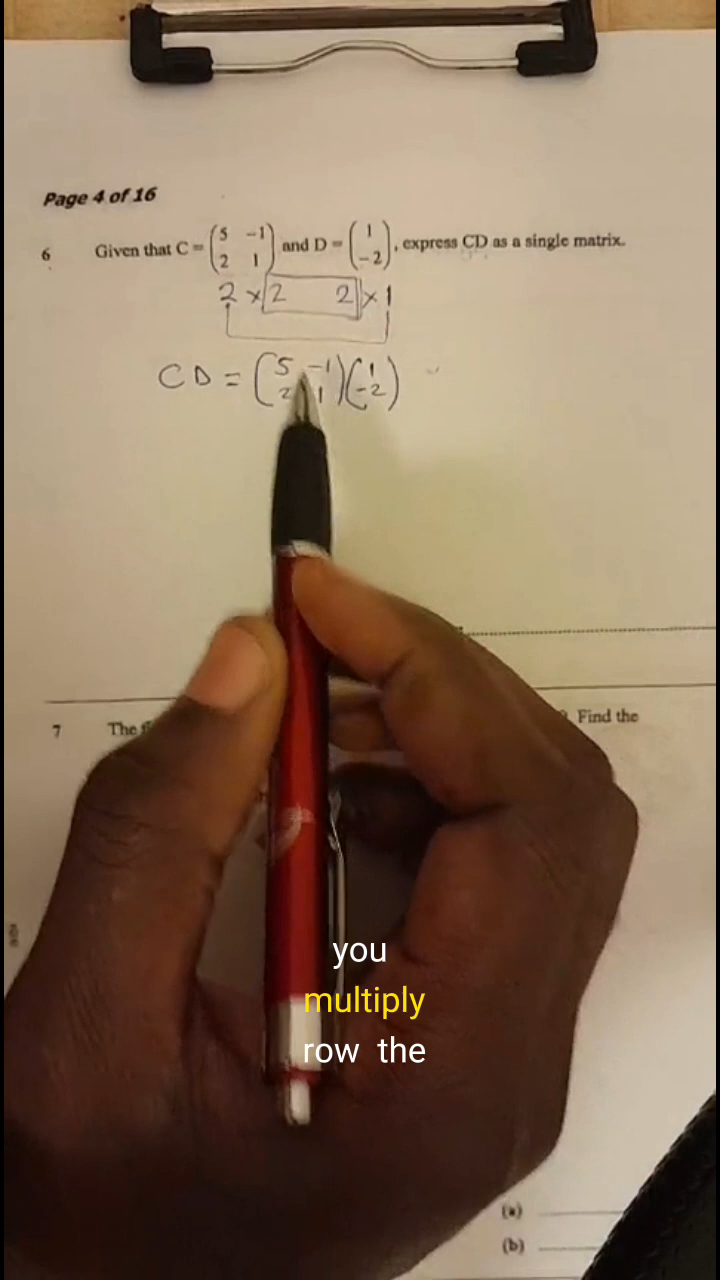 Page 4 of 16
6 Given that C = (5 -1
2 1) and D = (1
-2), express CD as a single matrix.
2 × 2 2 × 1
CD = (5 -1
2 1)(1
-2)
7 The Find the
you
multiply
row the
(a)
(b)